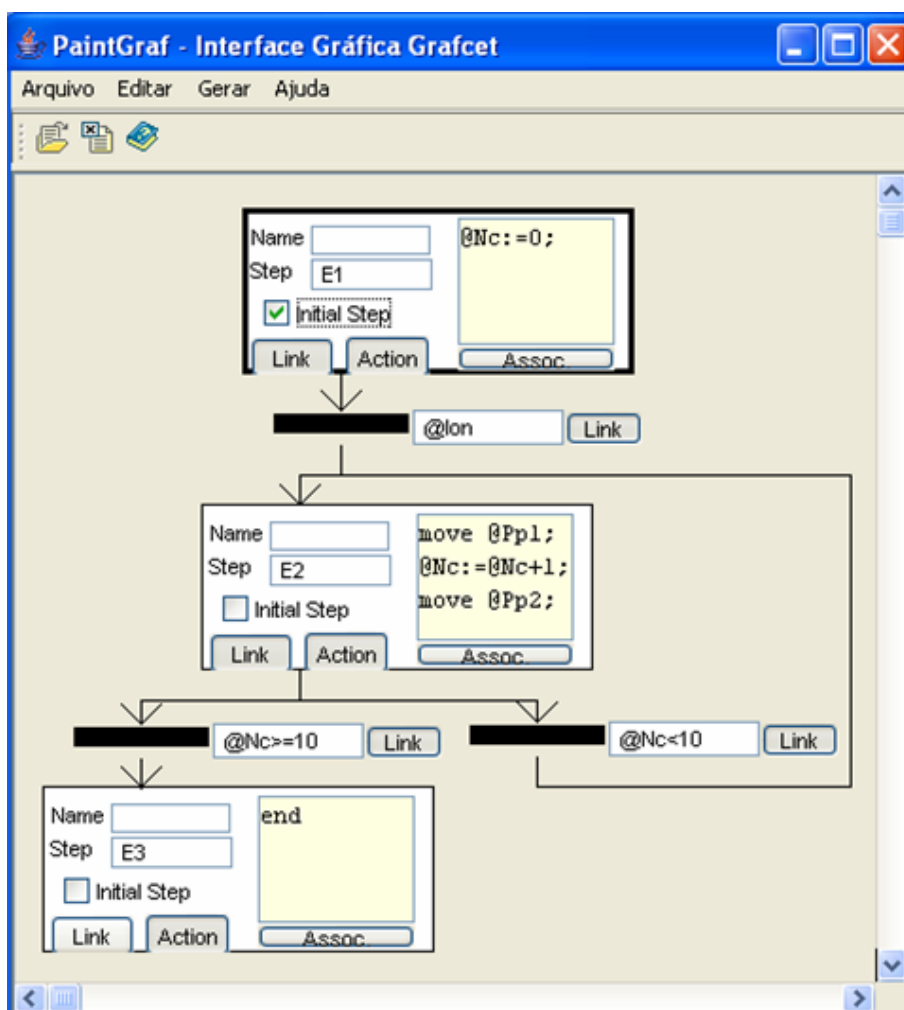 PaintGraf - Interface Gráfica Grafcet
Arquivo Editar Gerar Ajuda
Name
@Nc:=0;
Step E1
Initial Step
Link Action Assoc.
@Ion Link
Name
move @Pp1;
@Nc:=@Nc+1;
move @Pp2;
Step E2
Initial Step
Link Action Assoc.
@Nc>=10 Link
@Nc<10 Link
Name
end
Step E3
Initial Step
Link Action Assoc.